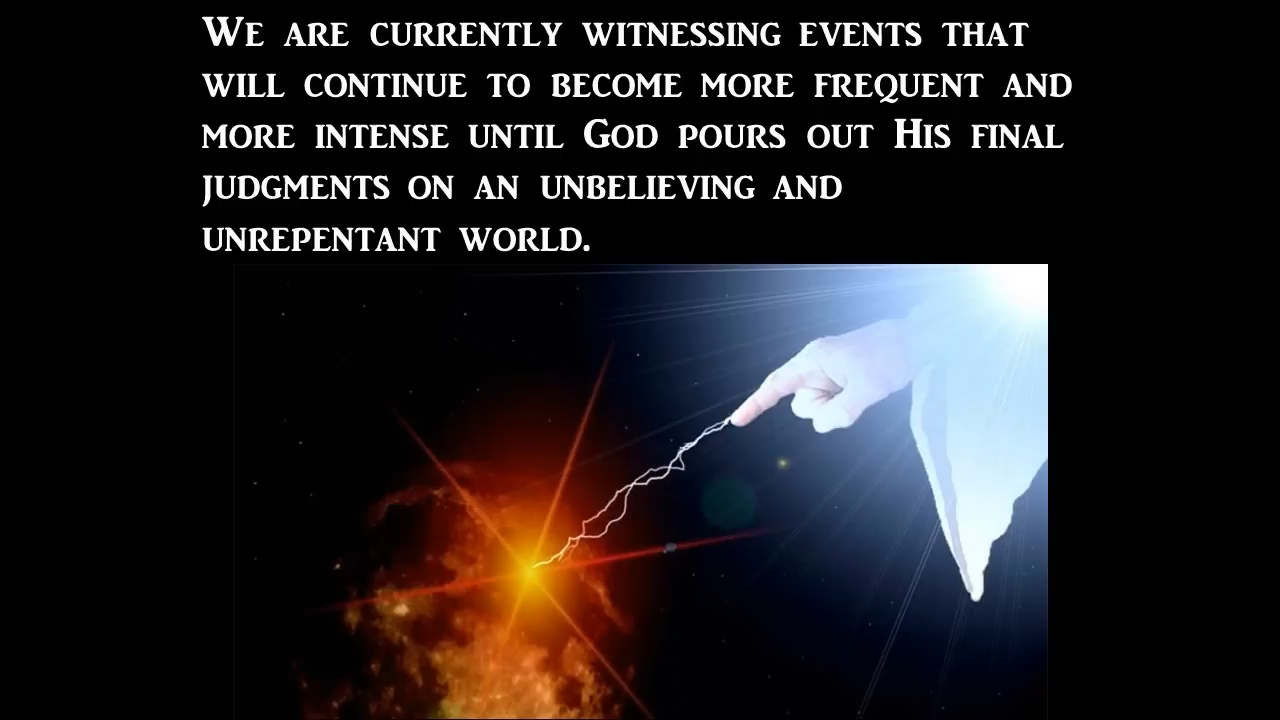 We are currently witnessing events that
will continue to become more frequent and
more intense until God pours out His final
judgments on an unbelieving and
unrepentant world.